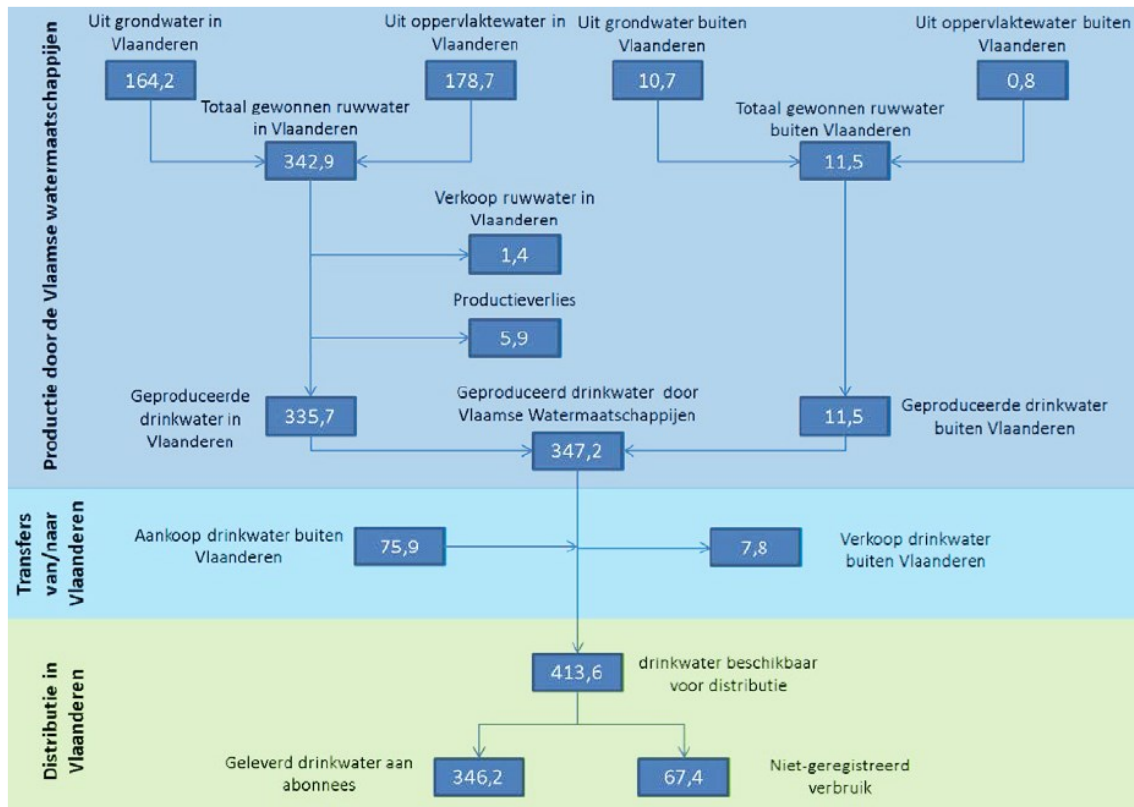 Productie door de Vlaamse watermaatschappijen
Uit grondwater in
Vlaanderen
164,2
Uit oppervlaktewater in
Vlaanderen
178,7
Uit grondwater buiten
Vlaanderen
10,7
Uit oppervlaktewater buiten
Vlaanderen
0,8
Totaal gewonnen ruwwater
in Vlaanderen
342,9
Totaal gewonnen ruwwater
buiten Vlaanderen
11,5
Verkoop ruwwater in
Vlaanderen
1,4
Productieverlies
5,9
Geproduceerde
drinkwater in
Vlaanderen
335,7
Geproduceerd drinkwater door
Vlaamse Watermaatschappijen
347,2
11,5
Geproduceerde drinkwater
buiten Vlaanderen
Transfers
van/naar
Vlaanderen
Aankoop drinkwater buiten
Vlaanderen
75,9
7,8
Verkoop drinkwater
buiten Vlaanderen
Distributie in
Vlaanderen
413,6
drinkwater beschikbaar
voor distributie
Geleverd drinkwater aan
abonnees
346,2
67,4
Niet-geregistreerd
verbruik